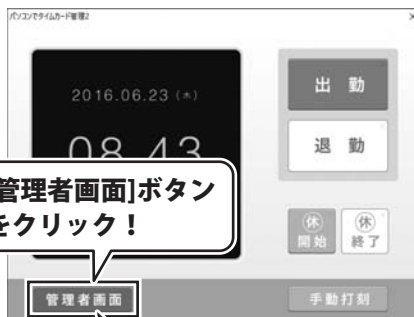 パソコンでタイムカード管理2
2016.06.23 (木)
08 43
出 勤
退 勤
管理者画面]ボタン
をクリック！
休
開始
休
終了
管理者画面
手動打刻